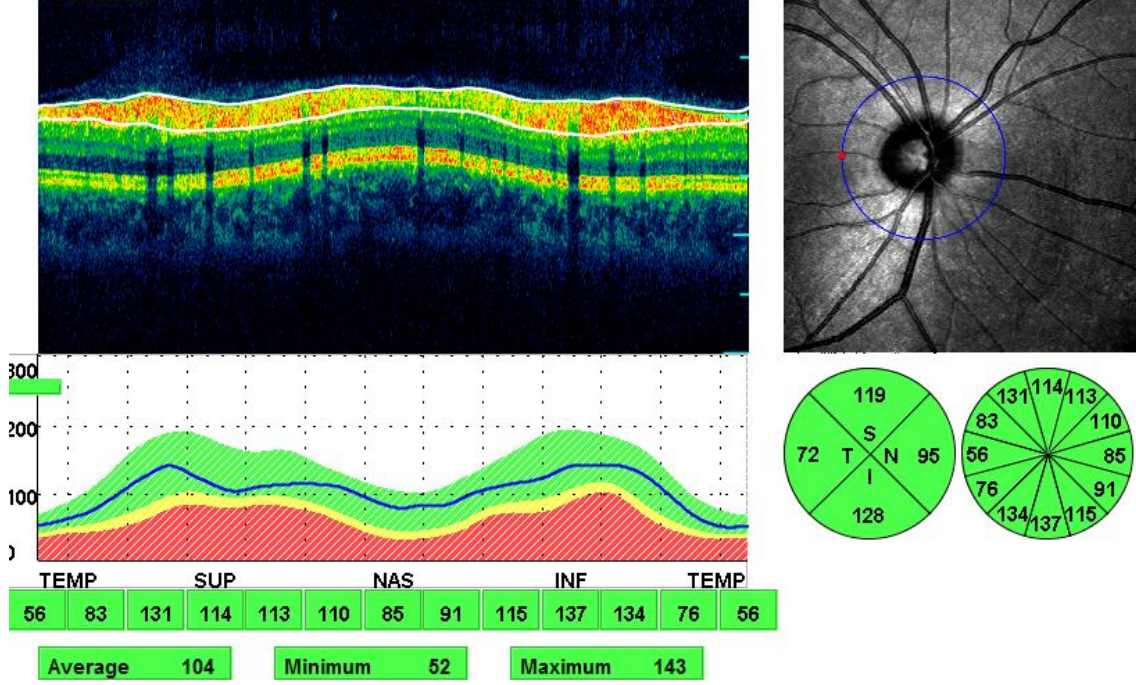 300
200
100
0
TEMP SUP NAS INF TEMP
56 83 131 114 113 110 85 91 115 137 134 76 56
Average 104 Minimum 52 Maximum 143
119
S
72 T N 95
I
128
114
131 113
83 110
56 85
76 91
134 115
137